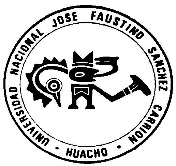 UNIVERSIDAD NACIONAL JOSE FAUSTINO SANCHEZ CARRION
- HUACHO -